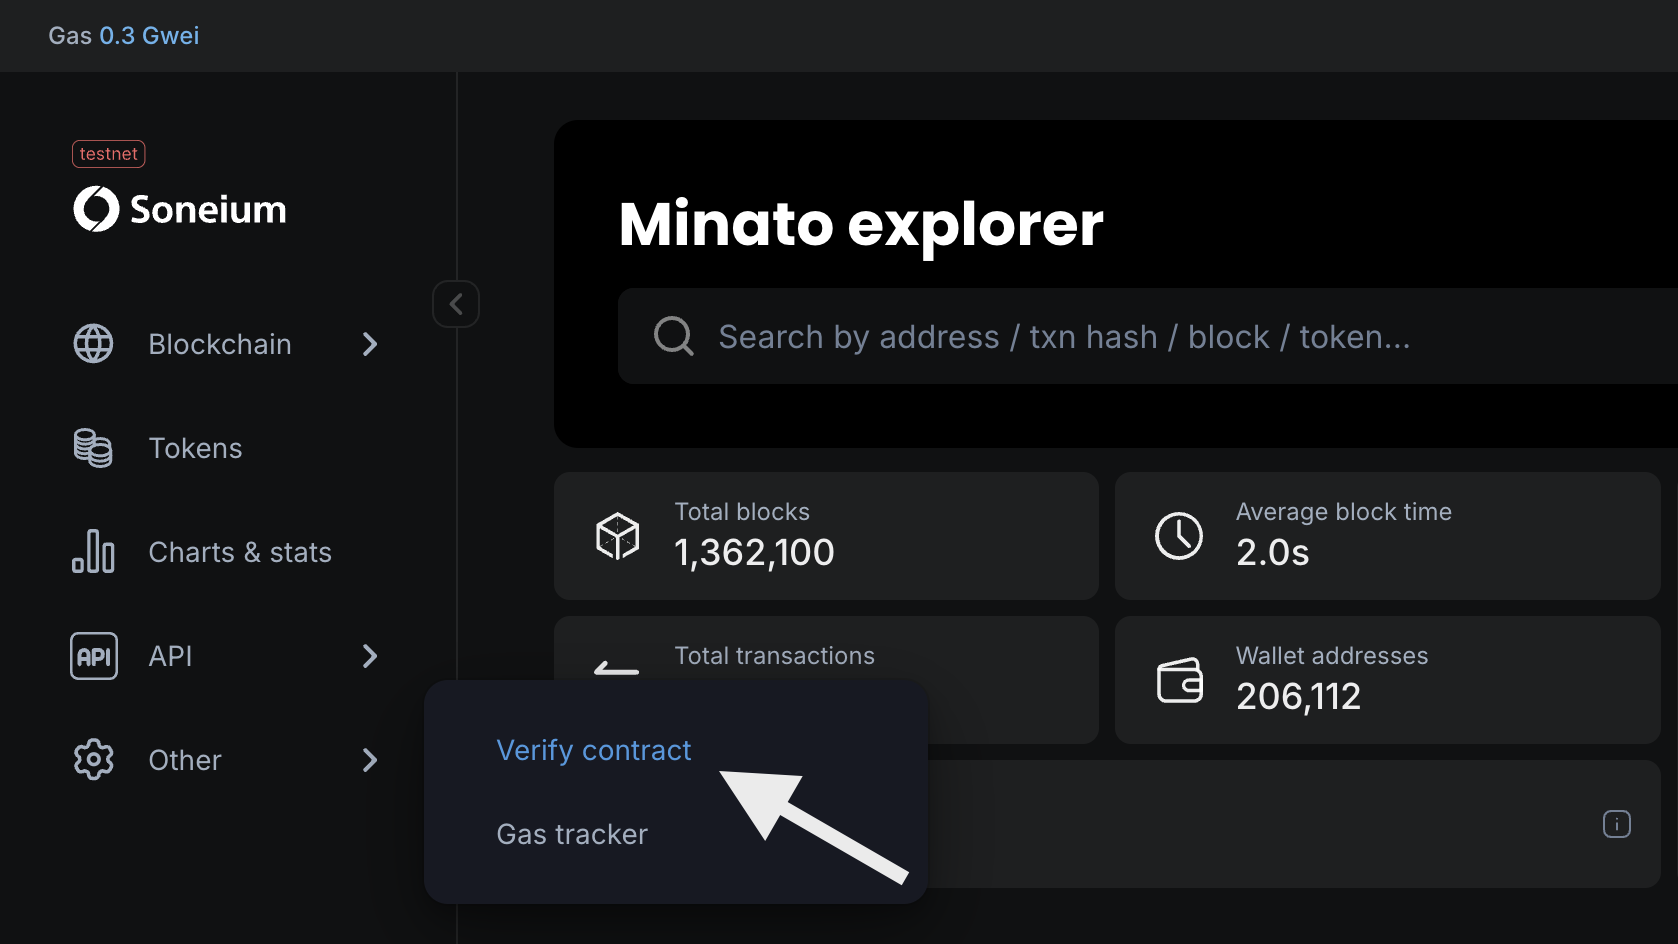 Gas 0.3 Gwei
testnet
Soneium
Blockchain
Tokens
Charts & stats
API
API
Other
Verify contract
Gas tracker
Minato explorer
Search by address / txn hash / block / token...
Total blocks
1,362,100
Average block time
2.0s
Total transactions
Wallet addresses
206,112